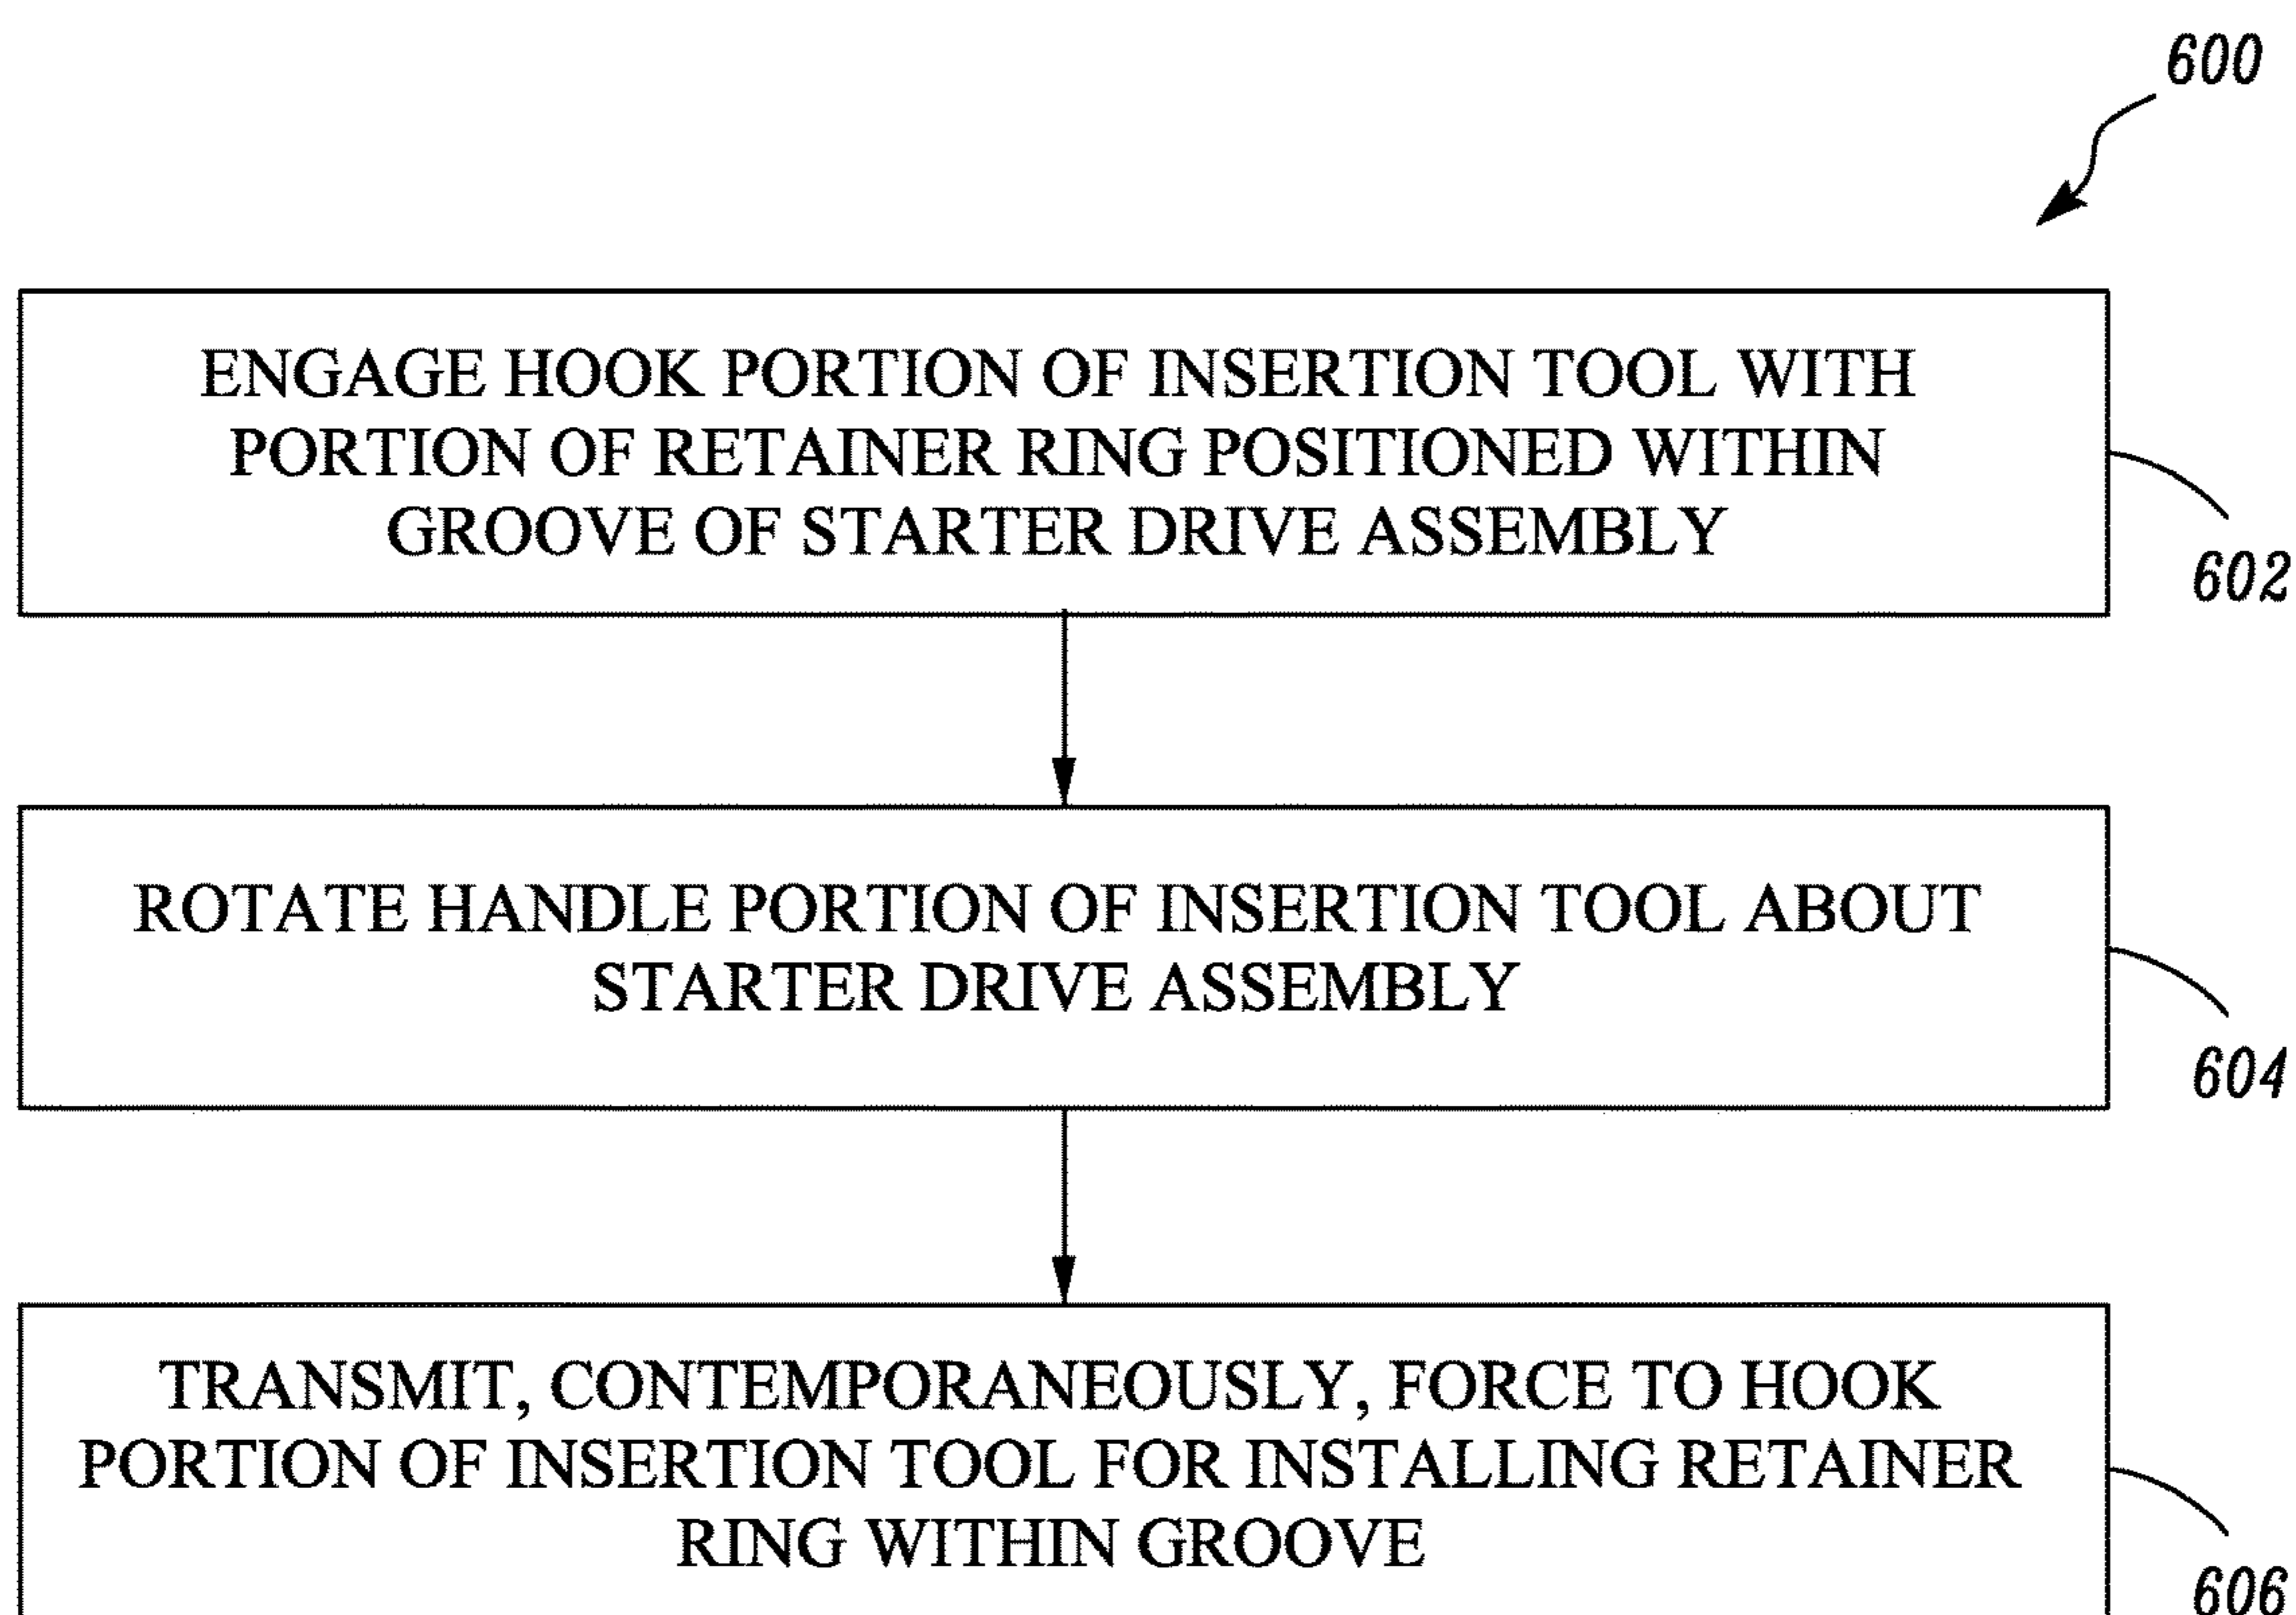 600
ENGAGE HOOK PORTION OF INSERTION TOOL WITH
PORTION OF RETAINER RING POSITIONED WITHIN
GROOVE OF STARTER DRIVE ASSEMBLY
602
ROTATE HANDLE PORTION OF INSERTION TOOL ABOUT
STARTER DRIVE ASSEMBLY
604
TRANSMIT, CONTEMPORANEOUSLY, FORCE TO HOOK
PORTION OF INSERTION TOOL FOR INSTALLING RETAINER
RING WITHIN GROOVE
606